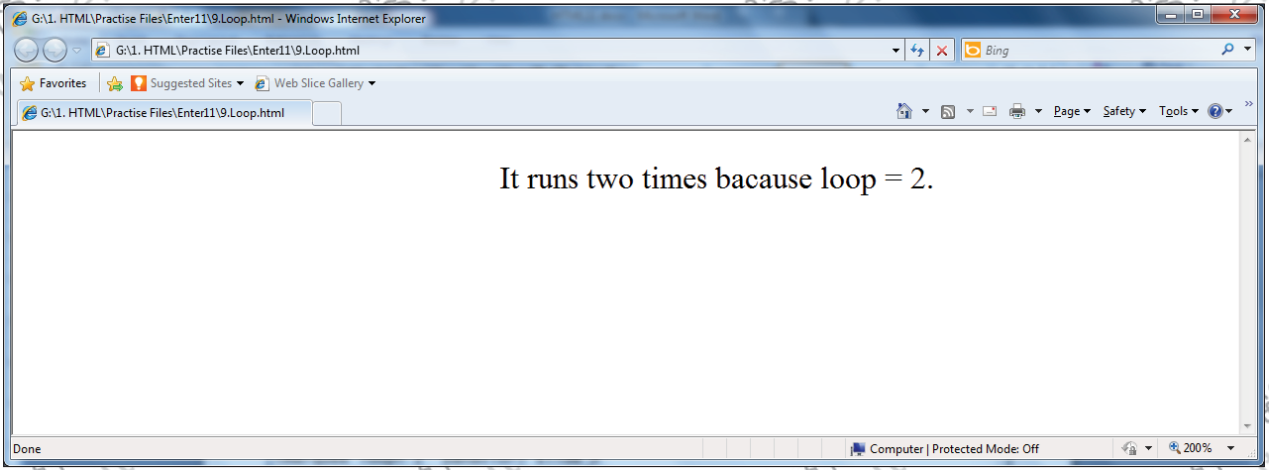 G:\1. HTML\Practise Files\Enter11\9.Loop.html - Windows Internet Explorer
G:\1. HTML\Practise Files\Enter11\9.Loop.html Bing
Favorites Suggested Sites Web Slice Gallery
G:\1. HTML\Practise Files\Enter11\9.Loop.html Page Safety Tools
It runs two times bacause loop = 2.
Done Computer | Protected Mode: Off 200%